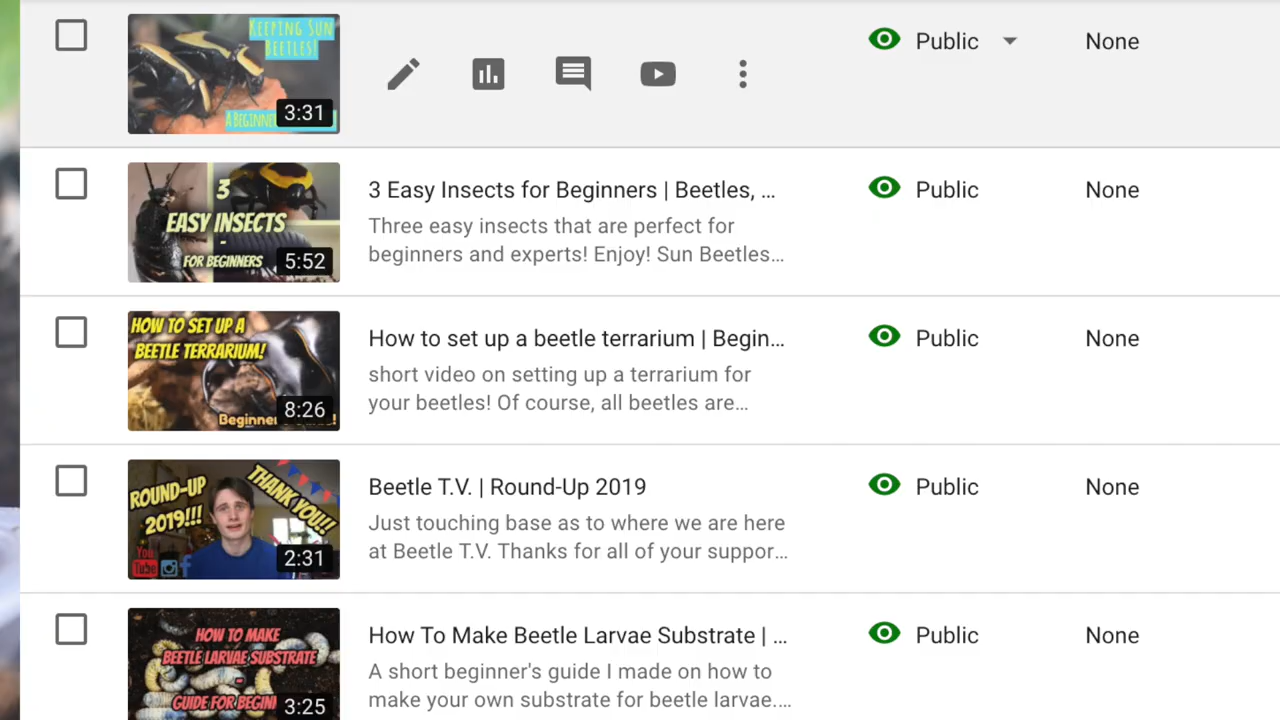 KEEPING SUN
BEETLES!
A BEGINNE
3:31
Public
None
3
EASY INSECTS
-
FOR BEGINNERS
5:52
3 Easy Insects for Beginners | Beetles, ...
Three easy insects that are perfect for
beginners and experts! Enjoy! Sun Beetles...
Public
None
HOW TO SET UP A
BEETLE TERRARIUM!
Beginne
8:26
How to set up a beetle terrarium | Begin...
short video on setting up a terrarium for
your beetles! Of course, all beetles are...
Public
None
ROUND-UP
2019!!!
THANK YOU!!
You
Tube
2:31
Beetle T.V. | Round-Up 2019
Just touching base as to where we are here
at Beetle T.V. Thanks for all of your suppor...
Public
None
HOW TO MAKE
BEETLE LARVAE SUBSTRATE
-
GUIDE FOR BEGINN
3:25
How To Make Beetle Larvae Substrate | ...
A short beginner's guide I made on how to
make your own substrate for beetle larvae....
Public
None